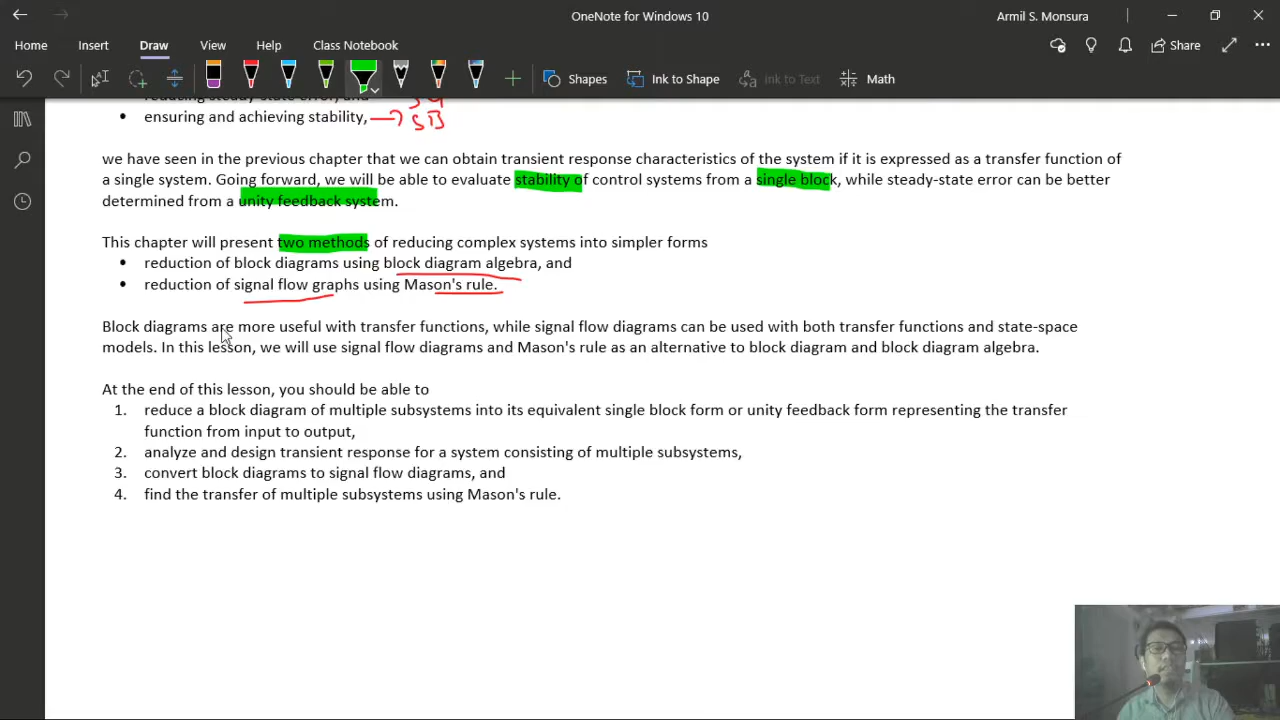 OneNote for Windows 10
Armil S. Monsura
Home Insert Draw View Help Class Notebook
Share
Shapes Ink to Shape Ink to Text Math
reducing steady-state error, and
• ensuring and achieving stability,
we have seen in the previous chapter that we can obtain transient response characteristics of the system if it is expressed as a transfer function of
a single system. Going forward, we will be able to evaluate stability of control systems from a single block, while steady-state error can be better
determined from a unity feedback system.
This chapter will present two methods of reducing complex systems into simpler forms
• reduction of block diagrams using block diagram algebra, and
• reduction of signal flow graphs using Mason's rule.
Block diagrams are more useful with transfer functions, while signal flow diagrams can be used with both transfer functions and state-space
models. In this lesson, we will use signal flow diagrams and Mason's rule as an alternative to block diagram and block diagram algebra.
At the end of this lesson, you should be able to
1. reduce a block diagram of multiple subsystems into its equivalent single block form or unity feedback form representing the transfer
function from input to output,
2. analyze and design transient response for a system consisting of multiple subsystems,
3. convert block diagrams to signal flow diagrams, and
4. find the transfer of multiple subsystems using Mason's rule.